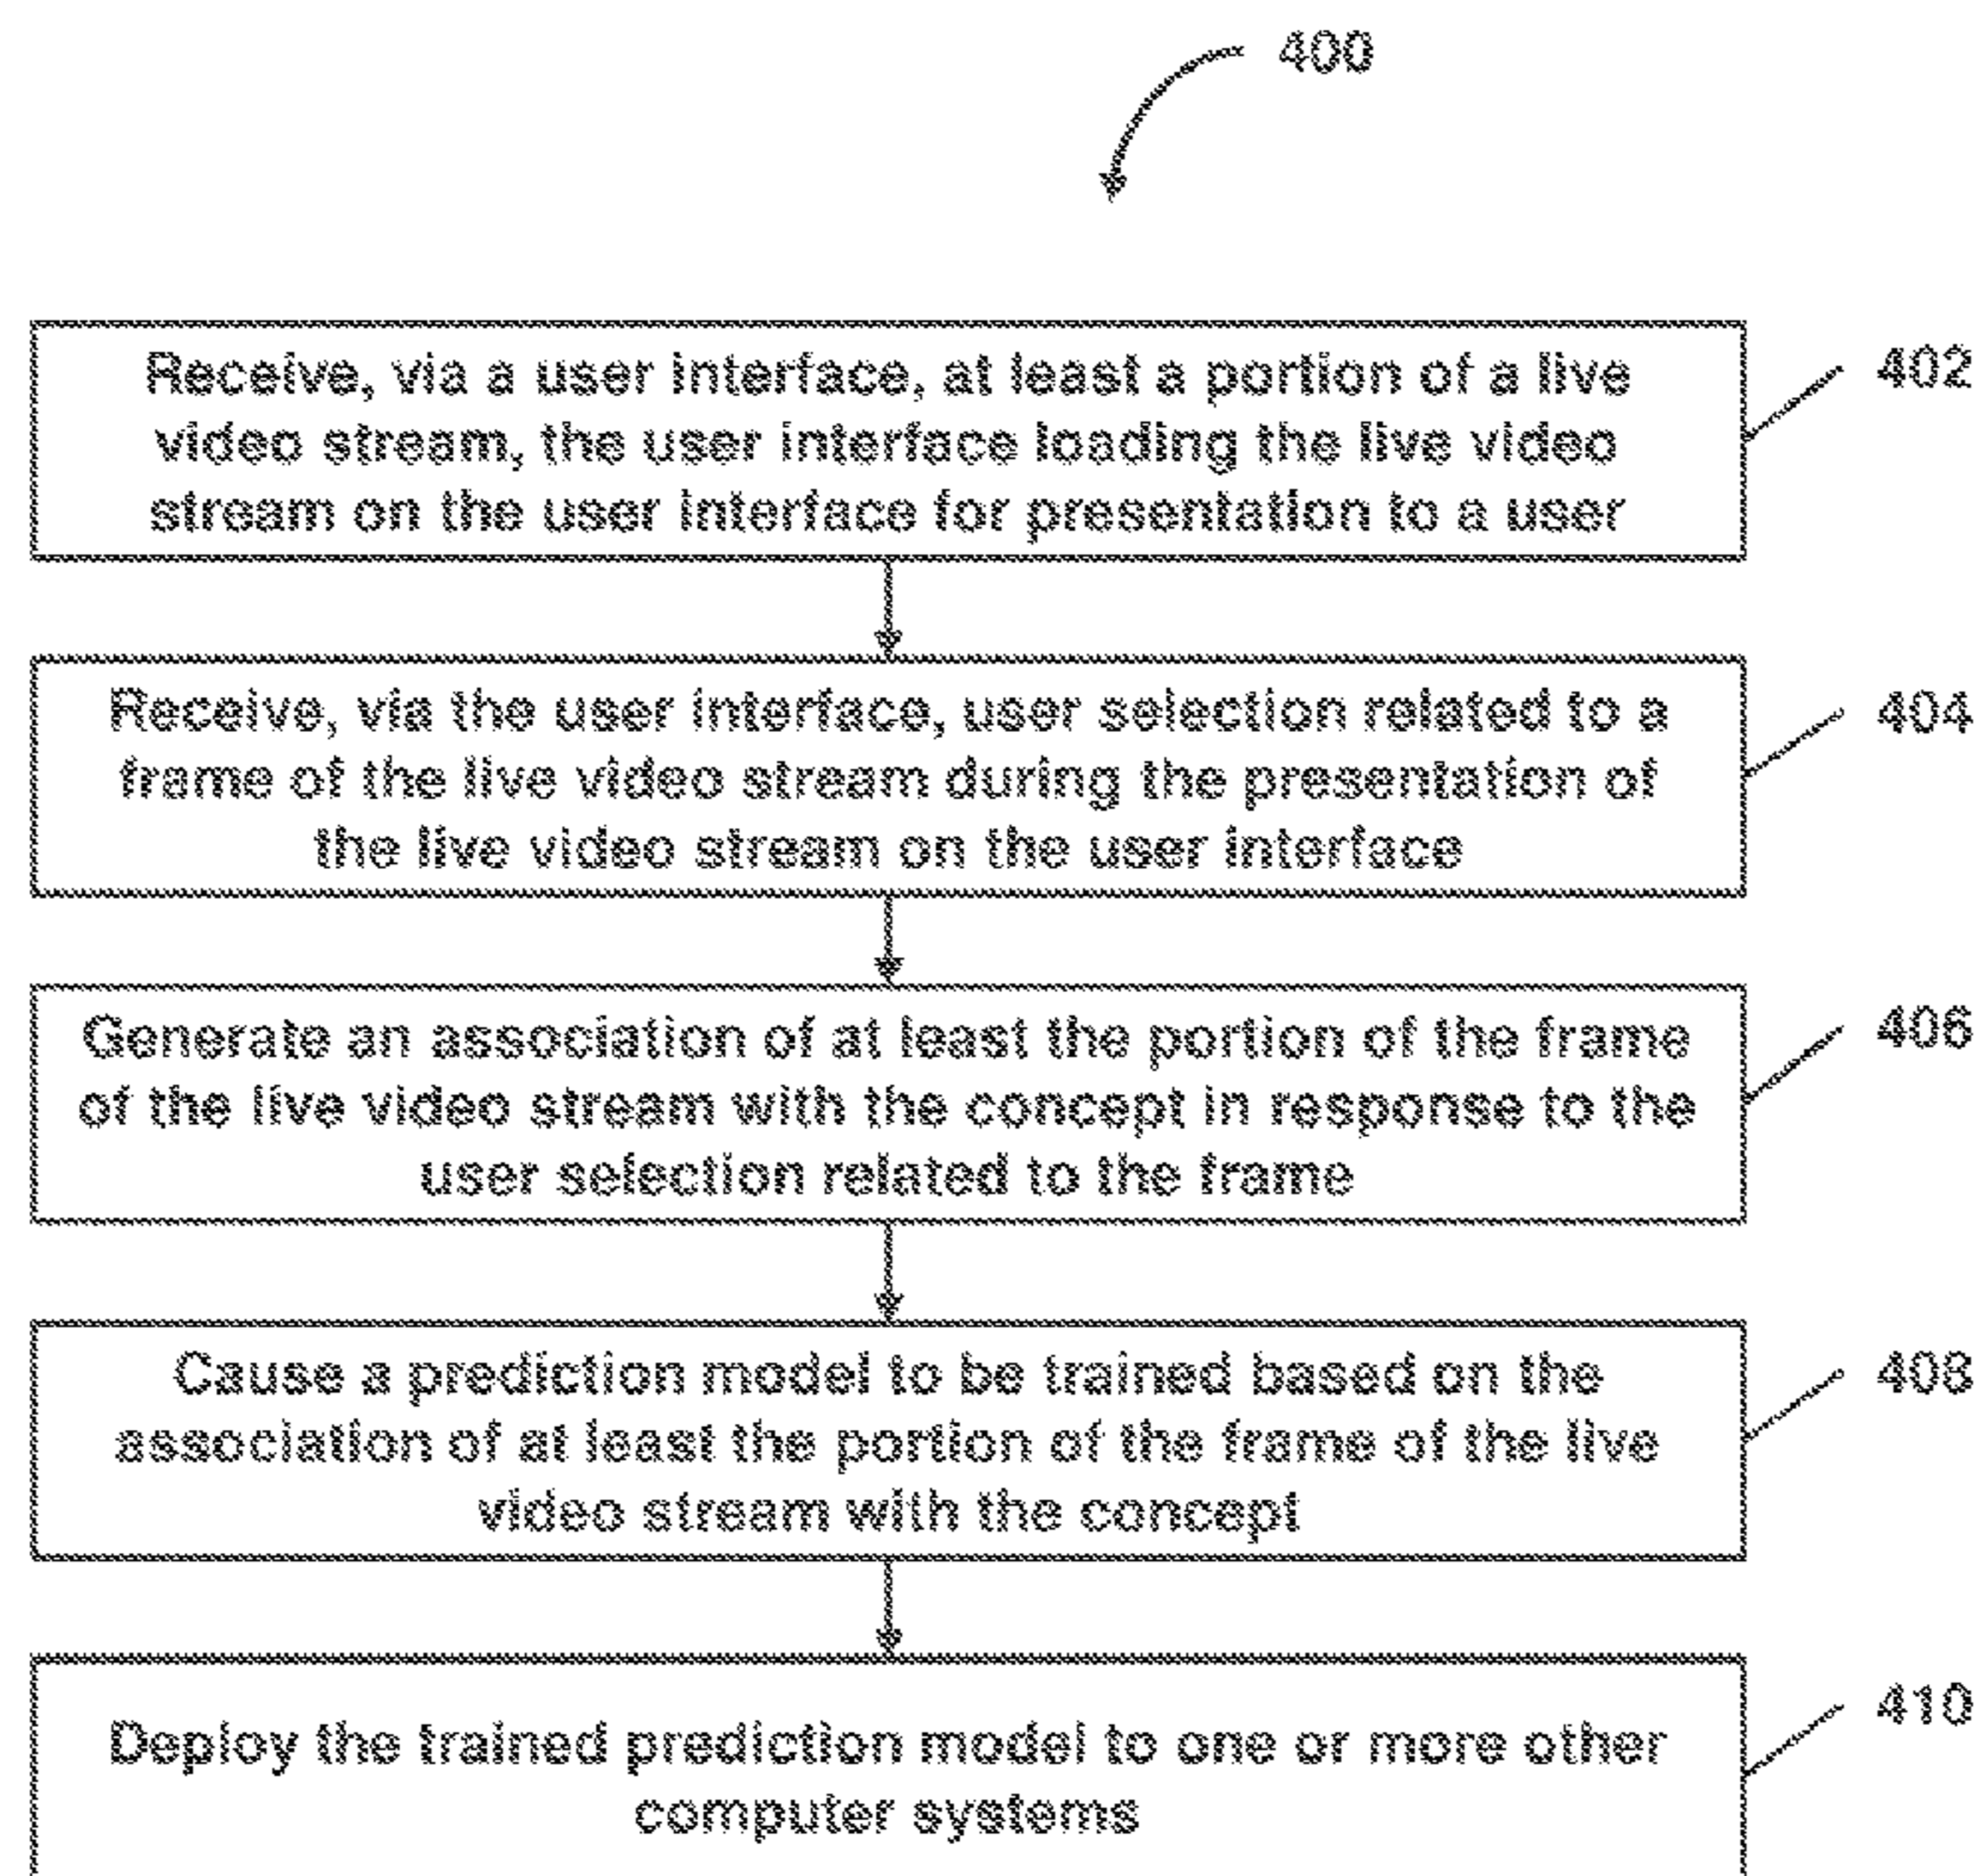 400
Receive, via a user interface, at least a portion of a live
video stream, the user interface loading the live video
stream on the user interface for presentation to a user
402
Receive, via the user interface, user selection related to a
frame of the live video stream during the presentation of
the live video stream on the user interface
404
Generate an association of at least the portion of the frame
of the live video stream with the concept in response to the
user selection related to the frame
406
Cause a prediction model to be trained based on the
association of at least the portion of the frame of the live
video stream with the concept
408
Deploy the trained prediction model to one or more other
computer systems
410